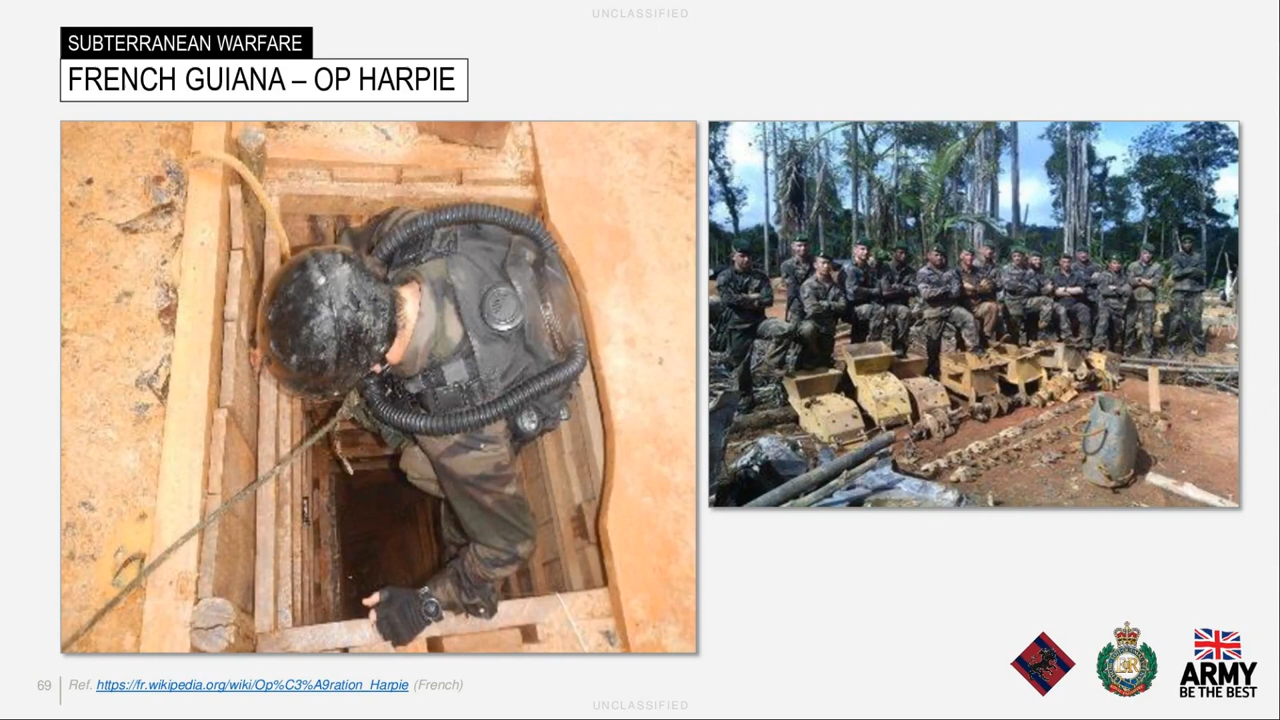 UNCLASSIFIED
SUBTERRANEAN WARFARE
FRENCH GUIANA – OP HARPIE
69
Ref. https://fr.wikipedia.org/wiki/Op%C3%A9ration_Harpie (French)
ARMY
BE THE BEST
UNCLASSIFIED